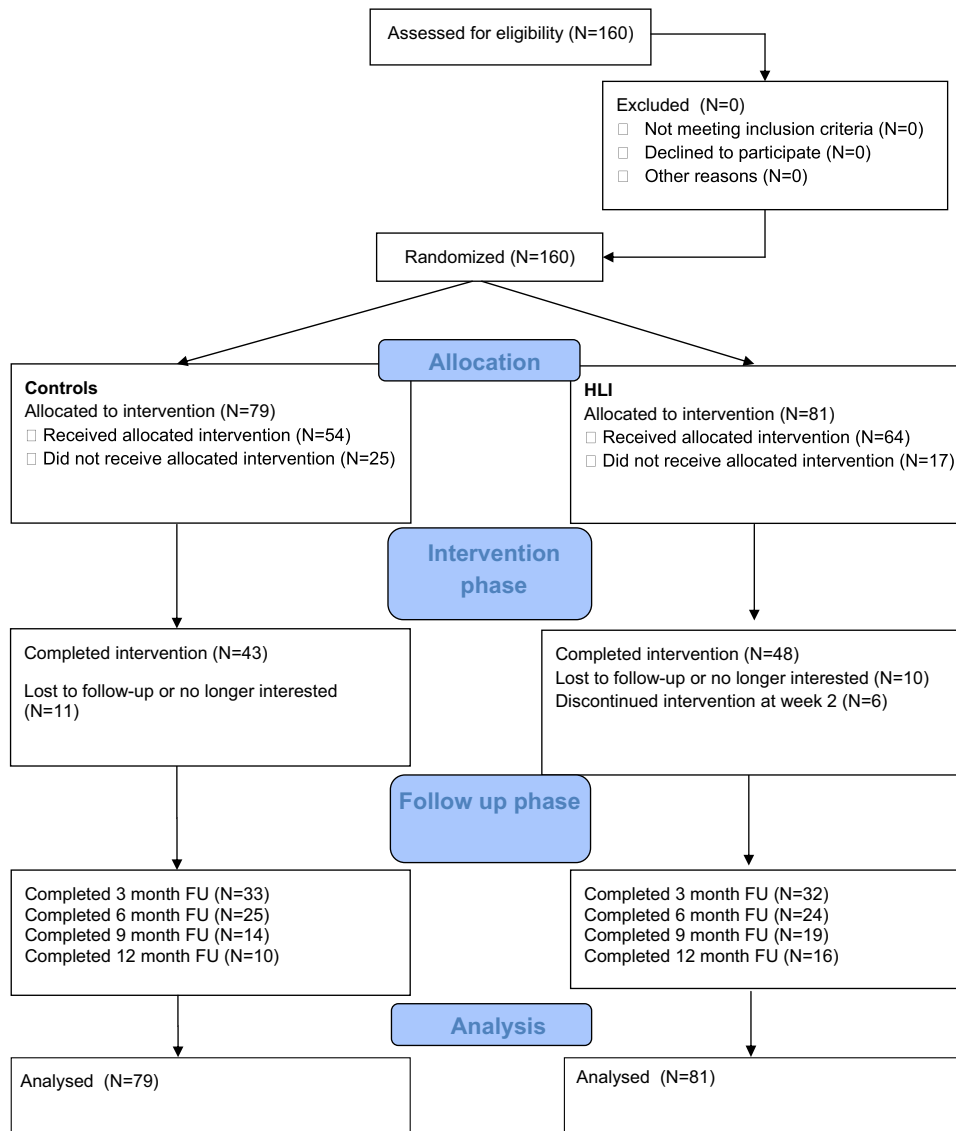 Assessed for eligibility (N=160)
Excluded (N=0)
□ Not meeting inclusion criteria (N=0)
□ Declined to participate (N=0)
□ Other reasons (N=0)
Randomized (N=160)
Allocation
Controls
Allocated to intervention (N=79)
□ Received allocated intervention (N=54)
□ Did not receive allocated intervention (N=25)
HLI
Allocated to intervention (N=81)
□ Received allocated intervention (N=64)
□ Did not receive allocated intervention (N=17)
Intervention
phase
Completed intervention (N=43)
Lost to follow-up or no longer interested
(N=11)
Completed intervention (N=48)
Lost to follow-up or no longer interested (N=10)
Discontinued intervention at week 2 (N=6)
Follow up phase
Completed 3 month FU (N=33)
Completed 6 month FU (N=25)
Completed 9 month FU (N=14)
Completed 12 month FU (N=10)
Completed 3 month FU (N=32)
Completed 6 month FU (N=24)
Completed 9 month FU (N=19)
Completed 12 month FU (N=16)
Analysis
Analysed (N=79)
Analysed (N=81)